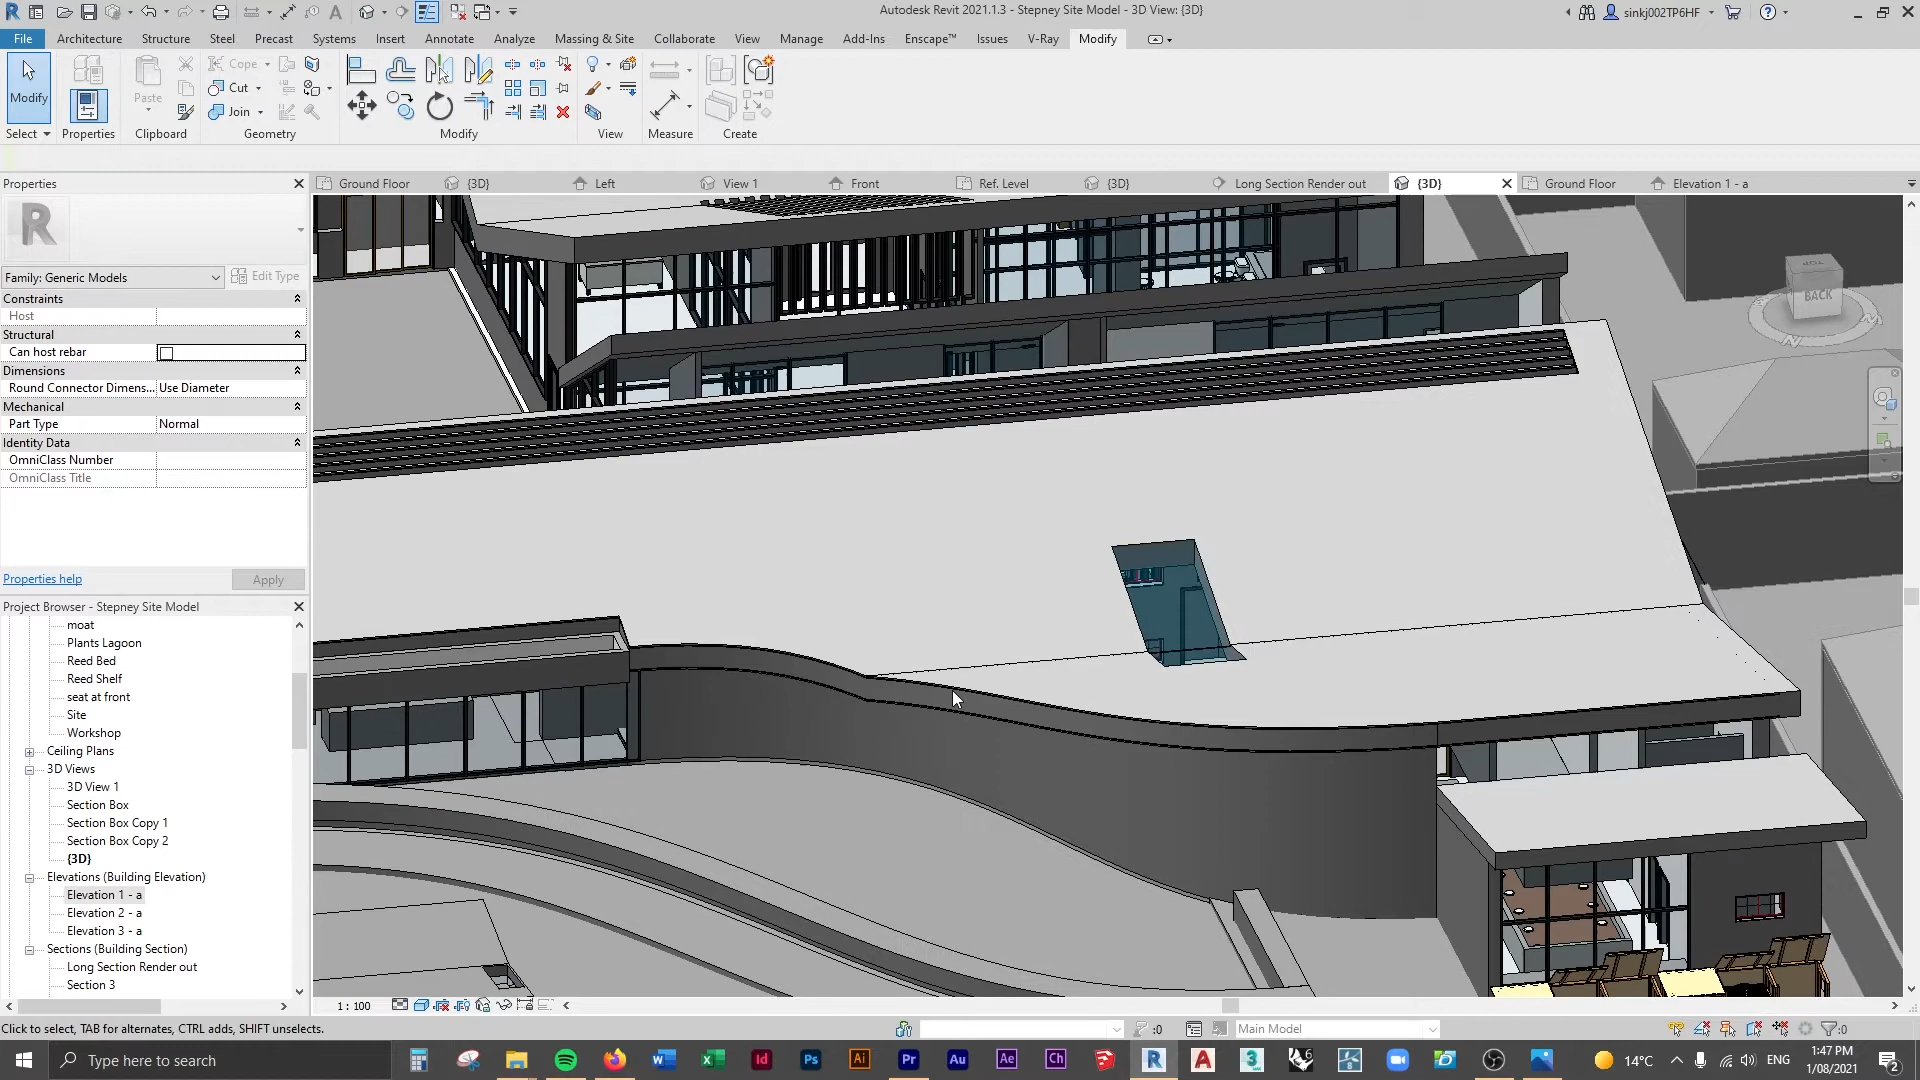 Autodesk Revit 2021.1.3 - Stepney Site Model - 3D View: {3D}
sinkj002TP6HF
File Architecture Structure Steel Precast Systems Insert Annotate Analyze Massing & Site Collaborate View Manage Add-Ins Enscape™ Issues V-Ray Modify
Modify
Paste
Cope
Cut
Join
Select Properties Clipboard Geometry Modify View Measure Create
Properties
Ground Floor {3D} Left View 1 Front Ref. Level {3D} Long Section Render out {3D} Ground Floor Elevation 1 - a
R
Family: Generic Models
Edit Type
Constraints
Host
Structural
Can host rebar
Dimensions
Round Connector Dimens... Use Diameter
Mechanical
Part Type Normal
Identity Data
OmniClass Number
OmniClass Title
Properties help
Apply
TOP
BACK
N
Project Browser - Stepney Site Model
moat
Plants Lagoon
Reed Bed
Reed Shelf
seat at front
Site
Workshop
Ceiling Plans
3D Views
3D View 1
Section Box
Section Box Copy 1
Section Box Copy 2
{3D}
Elevations (Building Elevation)
Elevation 1 - a
Elevation 2 - a
Elevation 3 - a
Sections (Building Section)
Long Section Render out
Section 3
1 : 100
Click to select, TAB for alternates, CTRL adds, SHIFT unselects.
:0
Main Model
:0
Type here to search
14°C
ENG
1:47 PM
1/08/2021
2